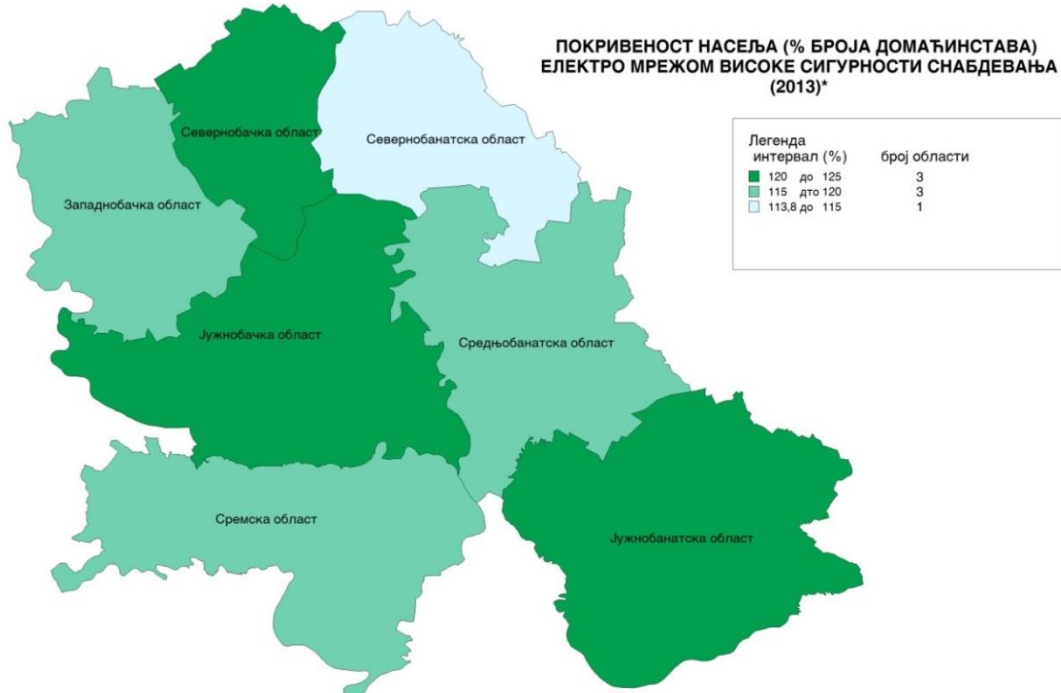 ПОКРИВЕНОСТ НАСЕЉА (% БРОЈА ДОМАЋИНСТАВА)
ЕЛЕКТРО МРЕЖОМ ВИСОКЕ СИГУРНОСТИ СНАБДЕВАЊА
(2013)*
Легенда
интервал (%) број области
120 до 125 3
115 дто 120 3
113,8 до 115 1
Севернобачка област
Севернобанатска област
Западнобачка област
Јужнобачка област
Средњобанатска област
Сремска област
Јужнобанатска област